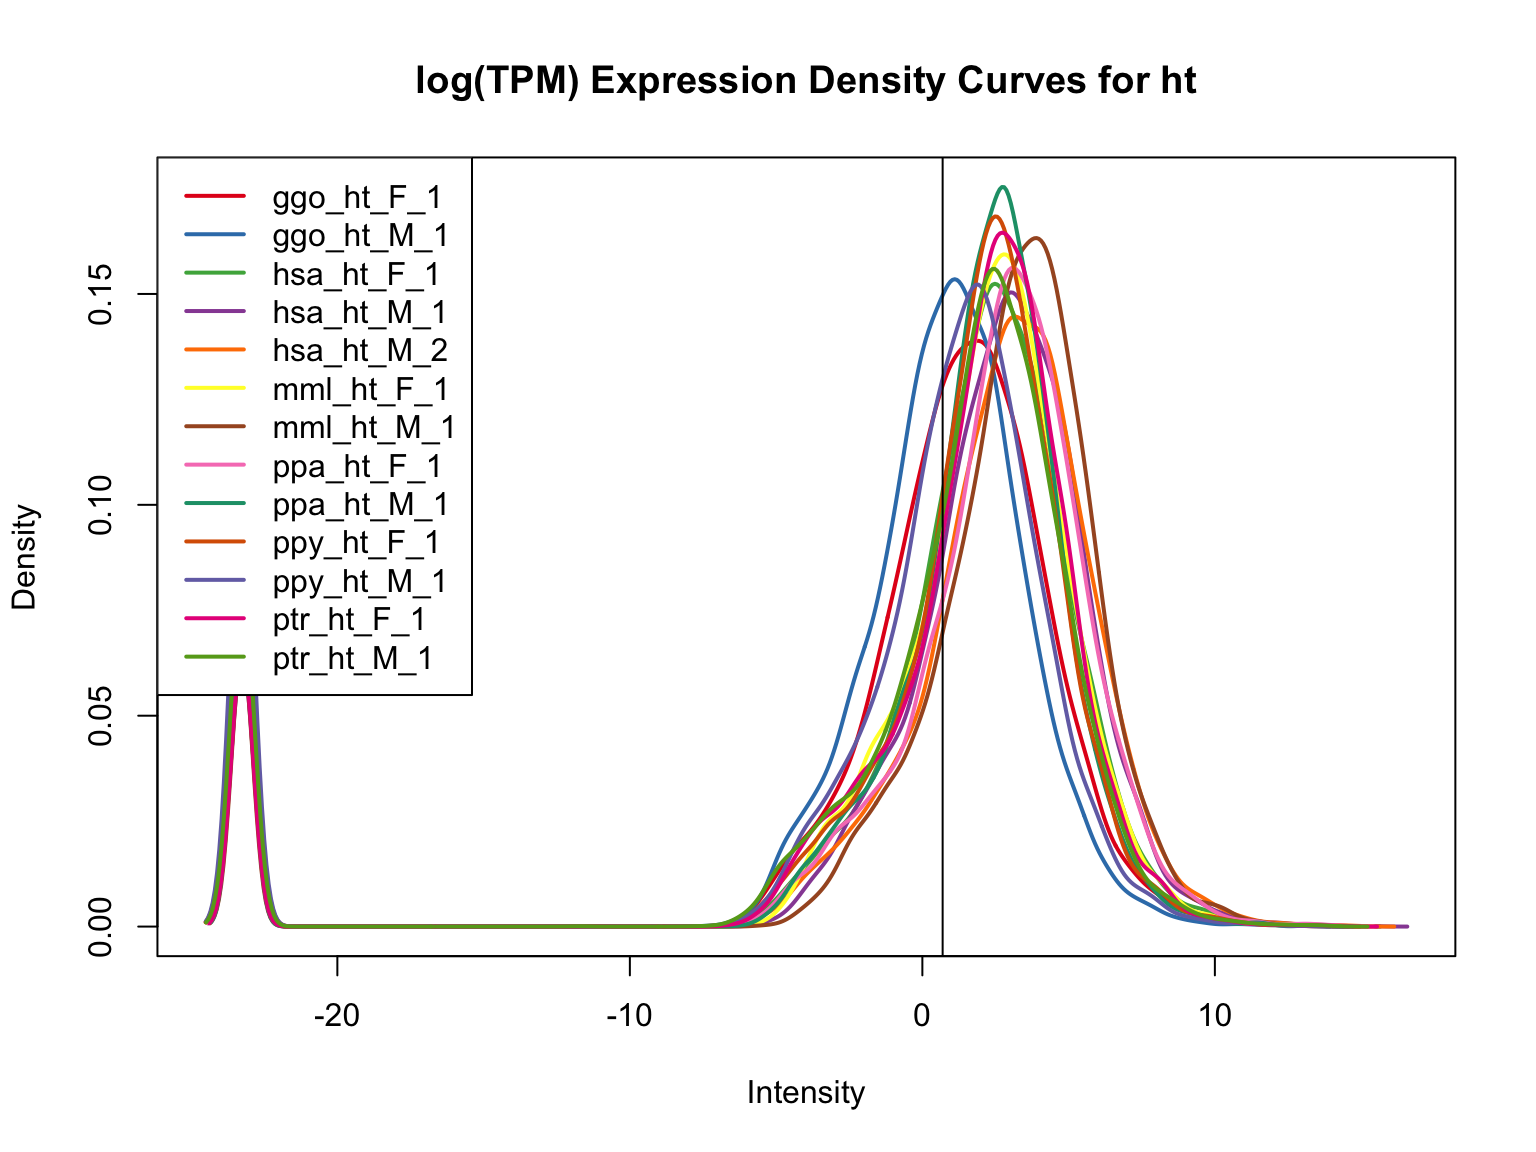 log(TPM) Expression Density Curves for ht
ggo_ht_F_1
ggo_ht_M_1
hsa_ht_F_1
hsa_ht_M_1
hsa_ht_M_2
mml_ht_F_1
mml_ht_M_1
ppa_ht_F_1
ppa_ht_M_1
ppy_ht_F_1
ppy_ht_M_1
ptr_ht_F_1
ptr_ht_M_1
Density
0.15
0.10
0.05
0.00
-20
-10
0
10
Intensity